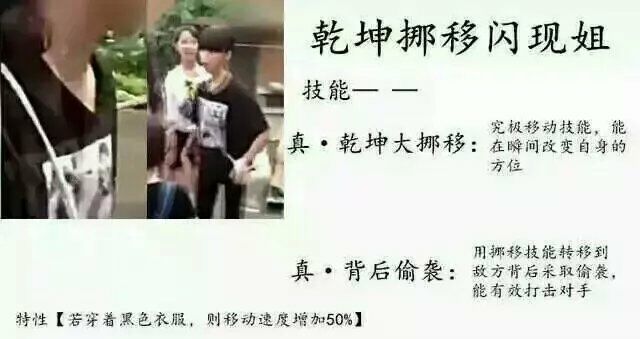 乾坤挪移闪现姐
技能— —
真·乾坤大挪移：
究极移动技能，能
在瞬间改变自身的
方位
真·背后偷袭：
用挪移技能转移到
敌方背后采取偷袭，
能有效打击对手
特性【若穿着黑色衣服，则移动速度增加50%】